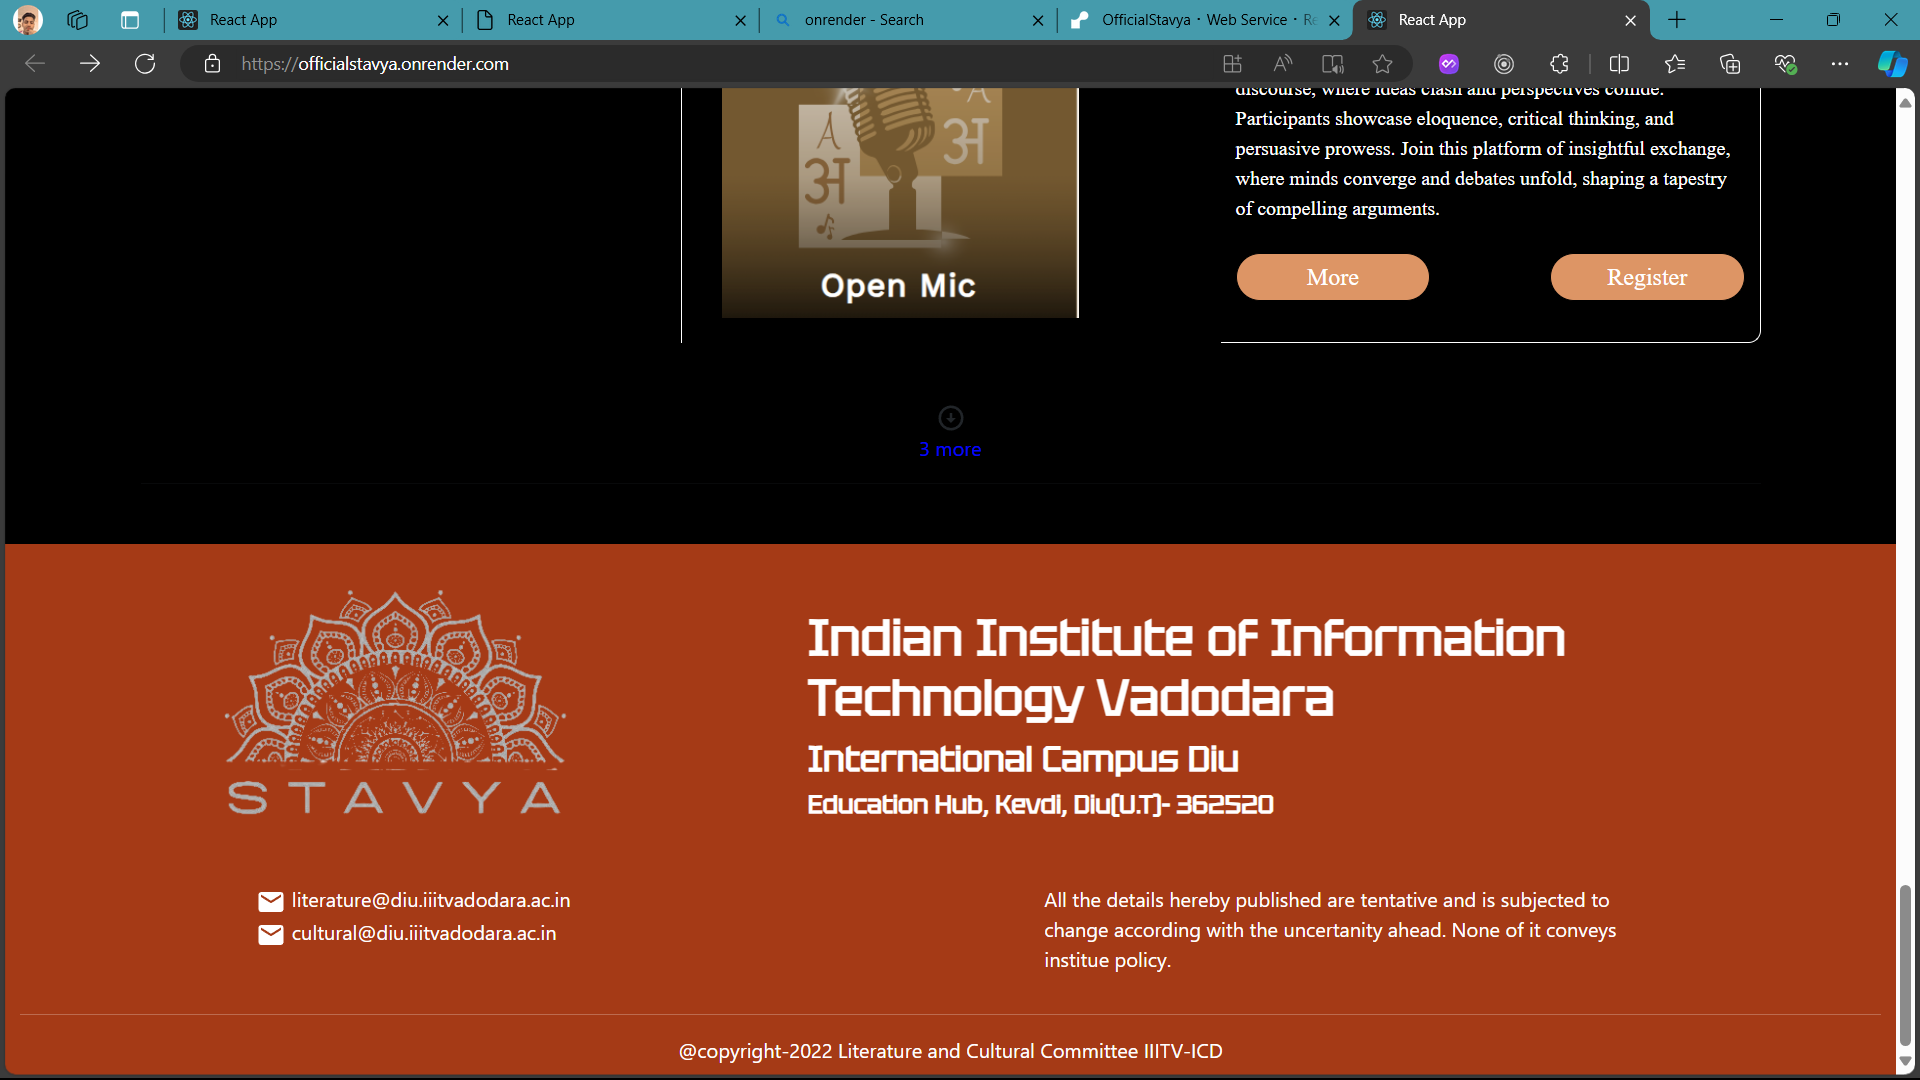 React App
React App
onrender - Search
OfficialStavya · Web Service · Re
React App
https://officialstavya.onrender.com
A
अ
A
अ
Open Mic
discourse, where ideas clash and perspectives collide.
Participants showcase eloquence, critical thinking, and
persuasive prowess. Join this platform of insightful exchange,
where minds converge and debates unfold, shaping a tapestry
of compelling arguments.
More
Register
3 more
STAVYA
Indian Institute of Information
Technology Vadodara
International Campus Diu
Education Hub, Kevdi, Diu(U.T)- 362520
literature@diu.iiitvadodara.ac.in
cultural@diu.iiitvadodara.ac.in
All the details hereby published are tentative and is subjected to
change according with the uncertanity ahead. None of it conveys
institue policy.
@copyright-2022 Literature and Cultural Committee IIITV-ICD